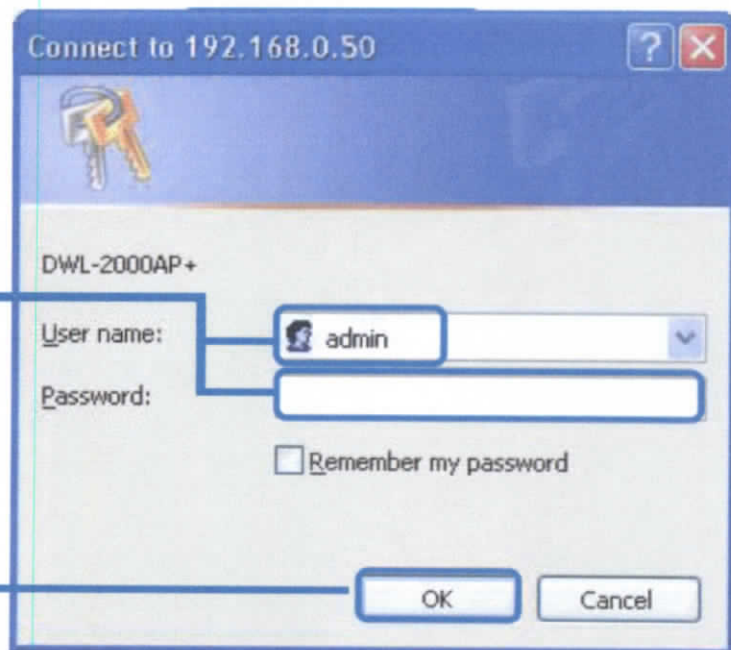 Connect to 192.168.0.50
DWL-2000AP+
User name:
admin
Password:
Remember my password
OK
Cancel